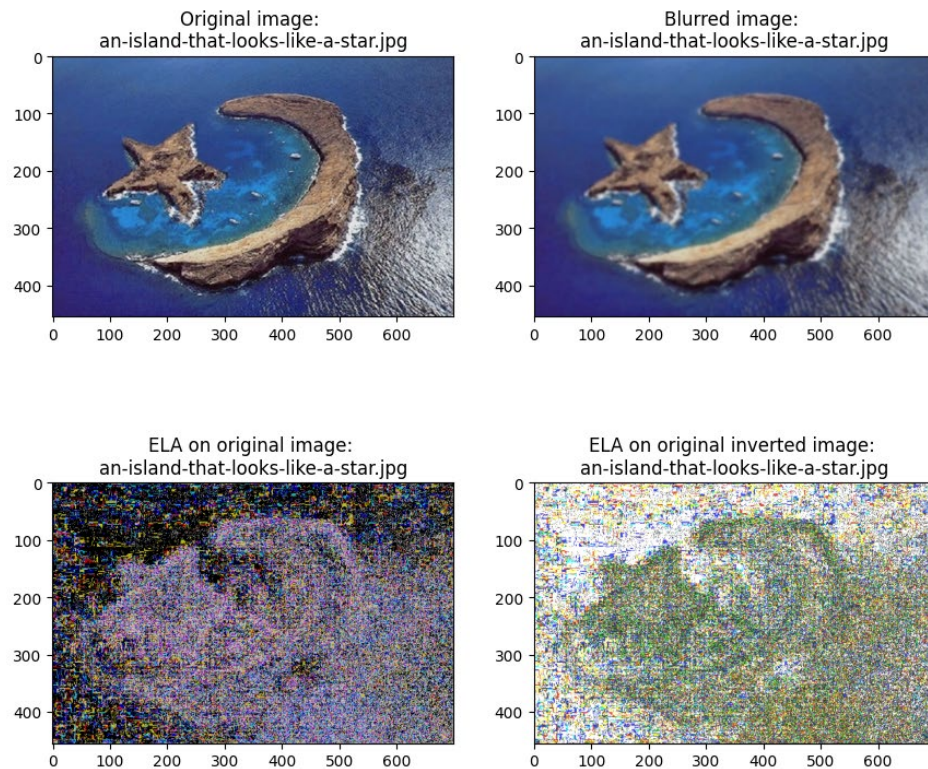 Original image:
an-island-that-looks-like-a-star.jpg
0
100
200
300
400
0 100 200 300 400 500 600
Blurred image:
an-island-that-looks-like-a-star.jpg
0
100
200
300
400
0 100 200 300 400 500 600
ELA on original image:
an-island-that-looks-like-a-star.jpg
0
100
200
300
400
0 100 200 300 400 500 600
ELA on original inverted image:
an-island-that-looks-like-a-star.jpg
0
100
200
300
400
0 100 200 300 400 500 600